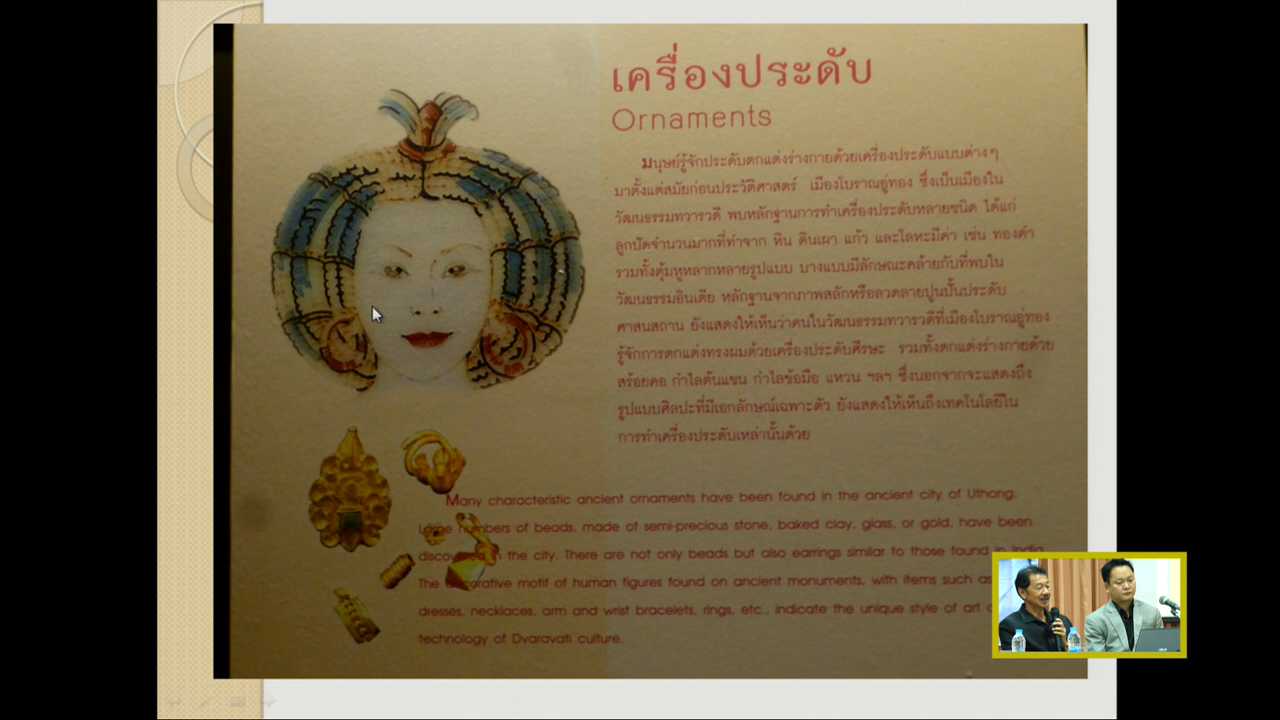 เครื่องประดับ
Ornaments
มนุษย์รู้จักประดับตกแต่งร่างกายด้วยเครื่องประดับแบบต่างๆ
มาตั้งแต่สมัยก่อนประวัติศาสตร์ เมืองโบราณอู่ทอง ซึ่งเป็นเมืองใน
วัฒนธรรมทวารวดี พบหลักฐานการทำเครื่องประดับหลายชนิด ได้แก่
ลูกปัดจำนวนมากที่ทำจาก หิน ดินเผา แก้ว และโลหะมีค่า เช่น ทองคำ
รวมทั้งตุ้มหูหลากหลายรูปแบบ บางแบบมีลักษณะคล้ายกับที่พบใน
วัฒนธรรมอินเดีย หลักฐานจากภาพสลักหรือลวดลายปูนปั้นประดับ
ศาสนสถาน ยังแสดงให้เห็นว่าคนในวัฒนธรรมทวารวดีที่เมืองโบราณอู่ทอง
รู้จักการตกแต่งทรงผมด้วยเครื่องประดับศีรษะ รวมทั้งตกแต่งร่างกายด้วย
สร้อยคอ กำไลต้นแขน กำไลข้อมือ แหวน ฯลฯ ซึ่งนอกจากจะแสดงถึง
รูปแบบศิลปะที่มีเอกลักษณ์เฉพาะตัว ยังแสดงให้เห็นถึงเทคโนโลยีใน
การทำเครื่องประดับเหล่านั้นด้วย
Many characteristic ancient ornaments have been found in the ancient city of Uthong.
Large numbers of beads, made of semi-precious stone, baked clay, glass, or gold, have been
discovered in the city. There are not only beads but also earrings similar to those found in India.
The decorative motif of human figures found on ancient monuments, with items such as
dresses, necklaces, arm and wrist bracelets, rings, etc., indicate the unique style of art
technology of Dvaravati culture.